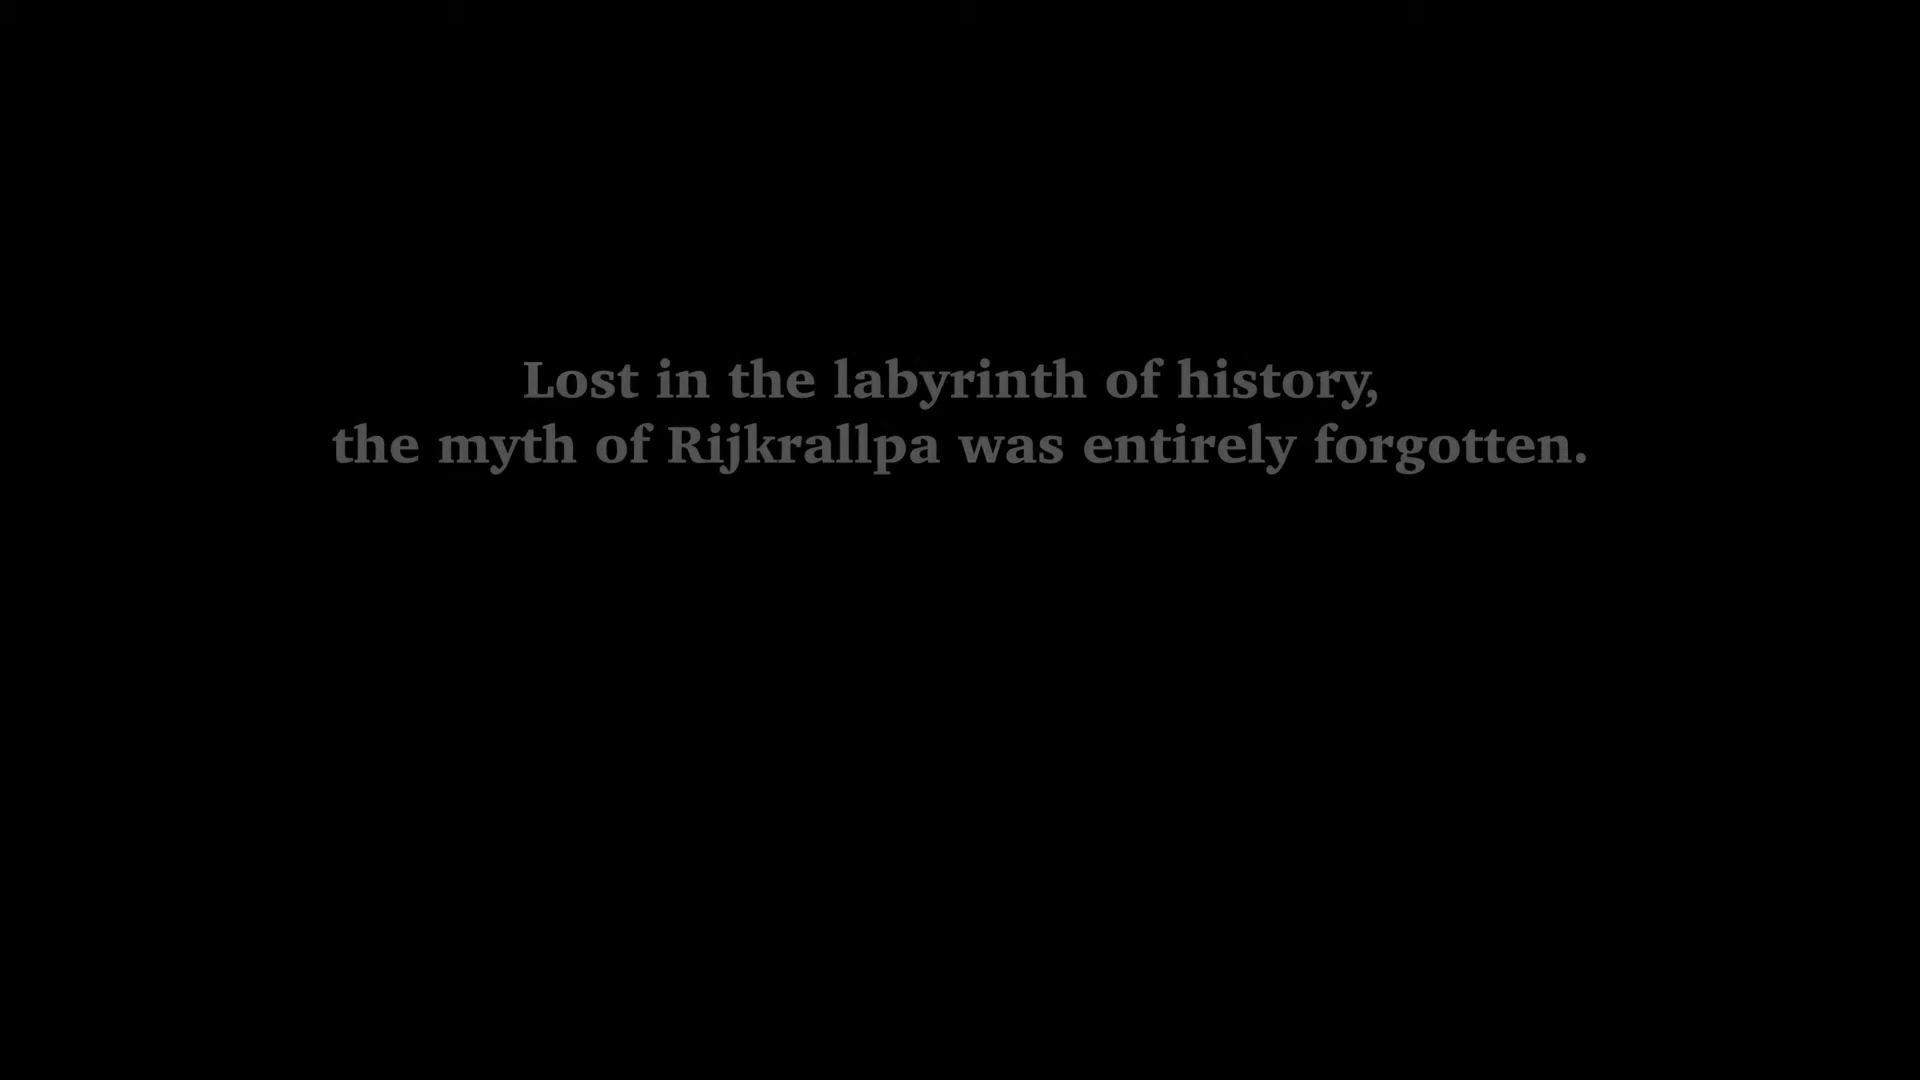 Lost in the labyrinth of history,
the myth of Rijkrallpa was entirely forgotten.